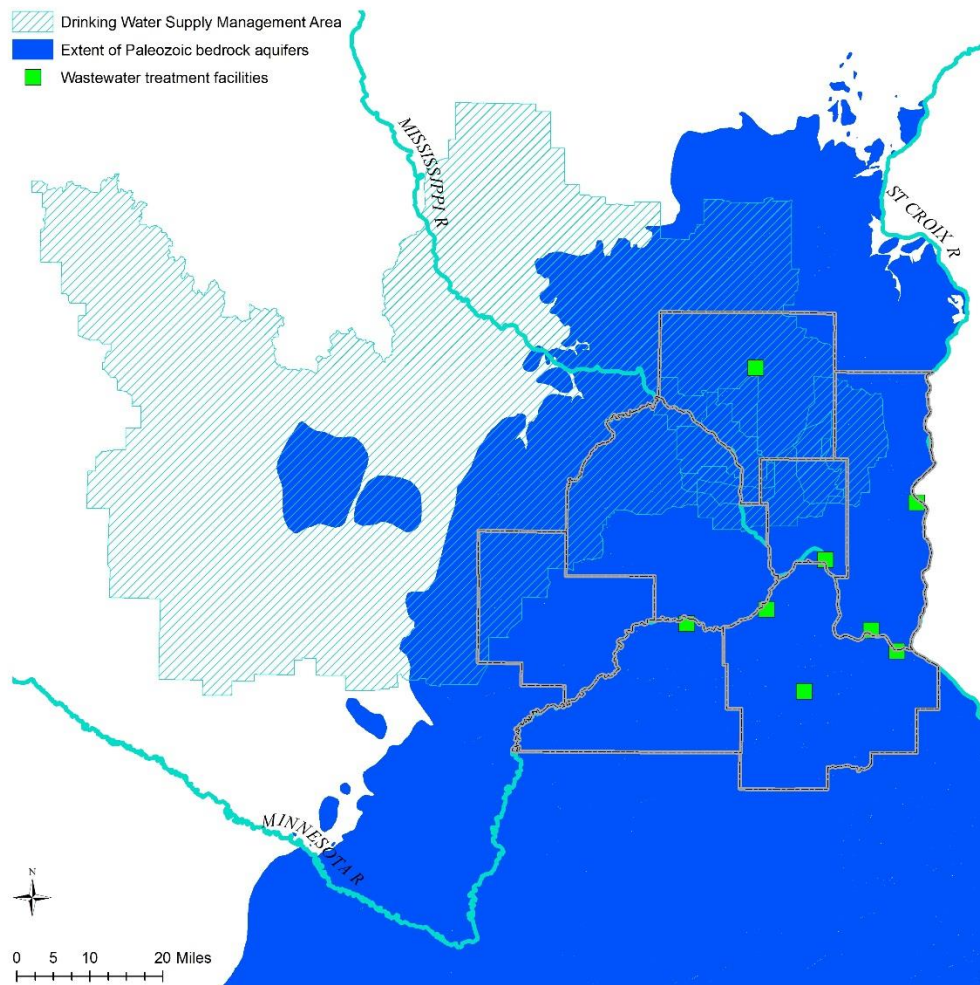 Drinking Water Supply Management Area
Extent of Paleozoic bedrock aquifers
Wastewater treatment facilities
MISSISSIPPI R
ST CROIX R
MINNESOTA R
N
0 5 10 20 Miles